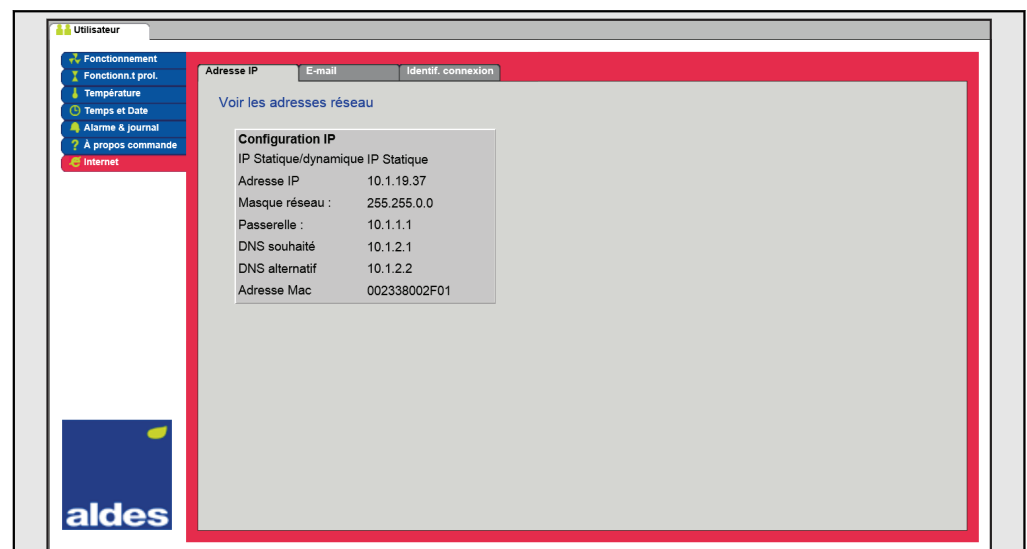 Utilisateur
Fonctionnement
Fonctionn.t prol.
Température
Temps et Date
Alarme & journal
À propos commande
Internet
Adresse IP
E-mail
Identif. connexion
Voir les adresses réseau
Configuration IP
IP Statique/dynamique IP Statique
Adresse IP 10.1.19.37
Masque réseau : 255.255.0.0
Passerelle : 10.1.1.1
DNS souhaité 10.1.2.1
DNS alternatif 10.1.2.2
Adresse Mac 002338002F01
aldes